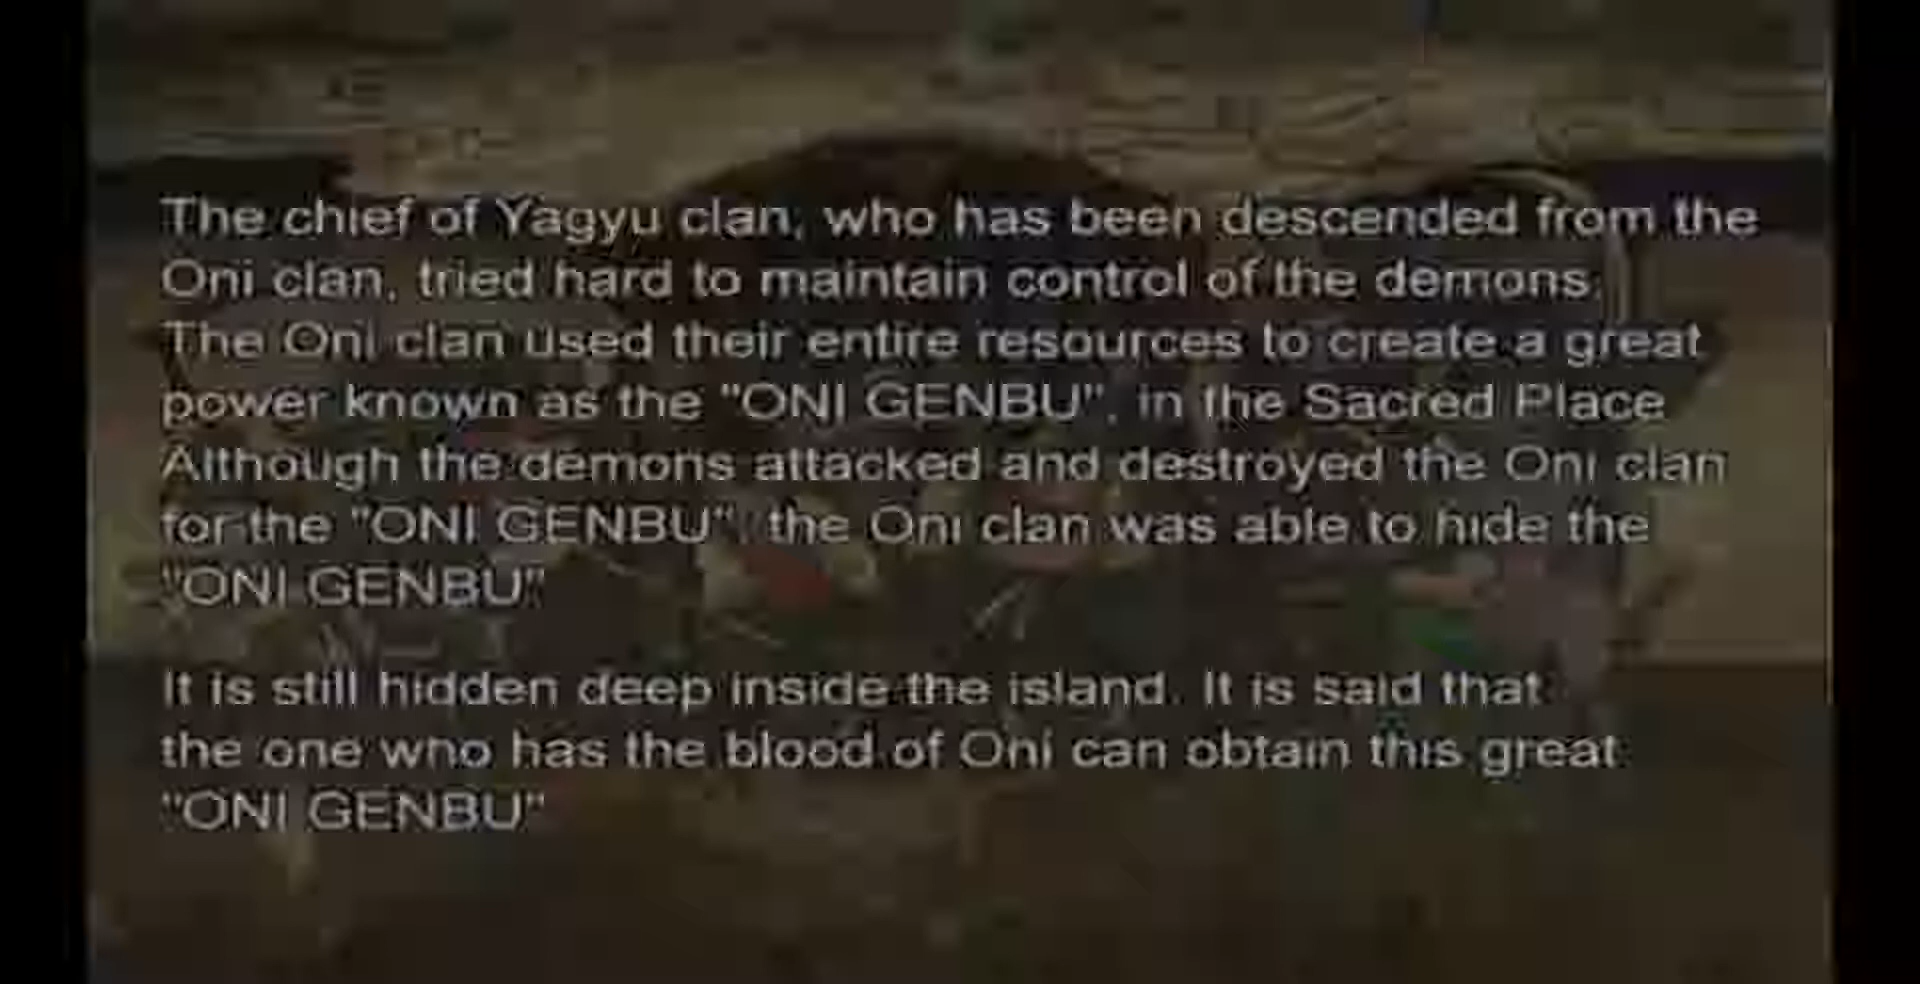 The chief of Yagyu clan, who has been descended from the
Oni clan, tried hard to maintain control of the demons.
The Oni clan used their entire resources to create a great
power known as the "ONI GENBU", in the Sacred Place
Although the demons attacked and destroyed the Oni clan
for the "ONI GENBU", the Oni clan was able to hide the
"ONI GENBU"
It is still hidden deep inside the island. It is said that
the one who has the blood of Oni can obtain this great
"ONI GENBU"